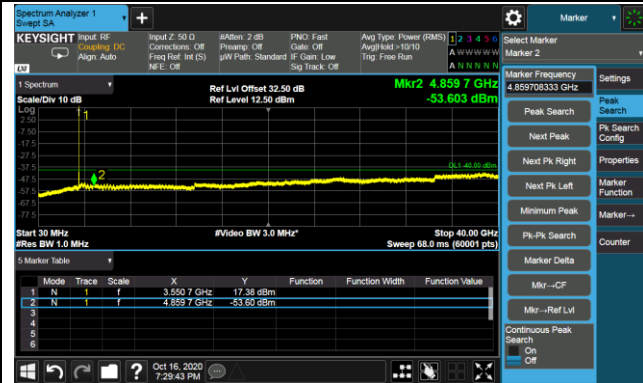 Spectrum Analyzer 1
Swept SA
+
Marker
KEYSIGHT
Input: RF
Coupling: DC
Align: Auto
Input Z: 50 Ω
Corrections: Off
Freq Ref: Int (S)
NFE: Off
#Atten: 2 dB
Preamp: Off
µW Path: Standard
PNO: Fast
Gate: Off
IF Gain: Low
Sig Track: Off
Avg Type: Power (RMS)
Avg|Hold:>10/10
Trig: Free Run
1 2 3 4 5 6
A W W W W W
A N N N N N
LXI
Select Marker
Marker 2
1 Spectrum
Scale/Div 10 dB
Ref Lvl Offset 32.50 dB
Ref Level 12.50 dBm
Mkr2 4.859 7 GHz
-53.603 dBm
Log
2.50
-7.50
-17.5
-27.5
-37.5
-47.5
-57.5
-67.5
-77.5
1
2
DL1 -40.00 dBm
Start 30 MHz
#Res BW 1.0 MHz
#Video BW 3.0 MHz*
Stop 40.00 GHz
Sweep 68.0 ms (60001 pts)
5 Marker Table
Mode Trace Scale X Y Function Function Width Function Value
1 N 1 f 3.550 7 GHz 17.38 dBm
2 N 1 f 4.859 7 GHz -53.60 dBm
3
4
5
6
Marker Frequency
4.859708333 GHz
Peak Search
Next Peak
Next Pk Right
Next Pk Left
Minimum Peak
Pk-Pk Search
Marker Delta
Mkr→CF
Mkr→Ref Lvl
Continuous Peak
Search
On
Off
Settings
Peak
Search
Pk Search
Config
Properties
Marker
Function
Marker→
Counter
?
Oct 16, 2020
7:29:43 PM